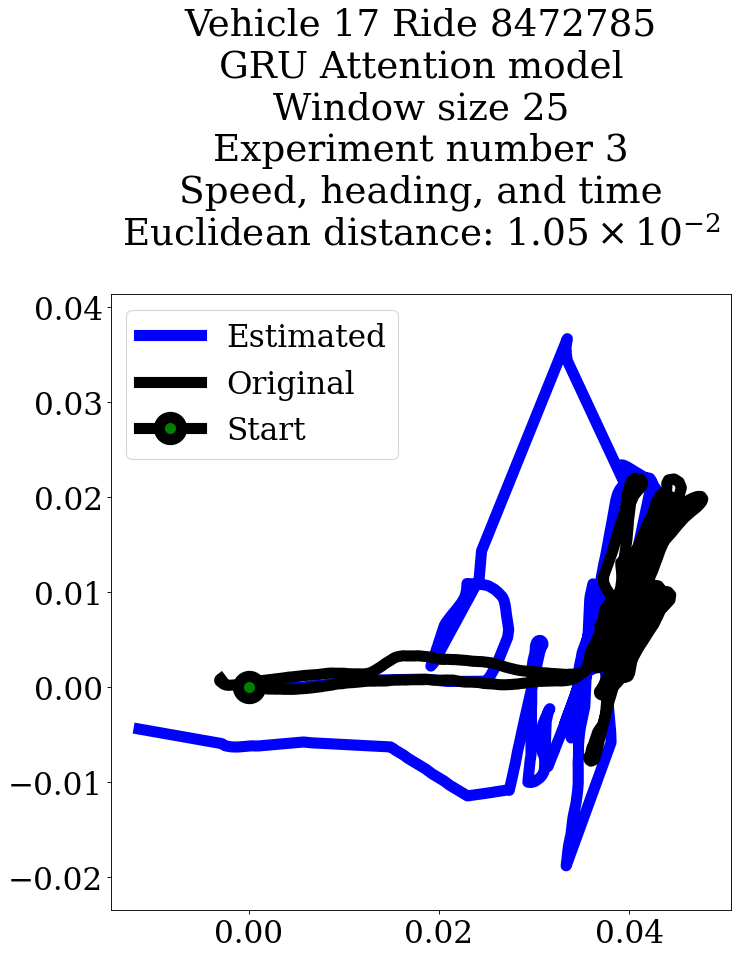 Vehicle 17 Ride 8472785
GRU Attention model
Window size 25
Experiment number 3
Speed, heading, and time
Euclidean distance: 1.05 × 10⁻²
0.04
Estimated
0.03
Original
Start
0.02
0.01
0.00
−0.01
−0.02
0.00 0.02 0.04